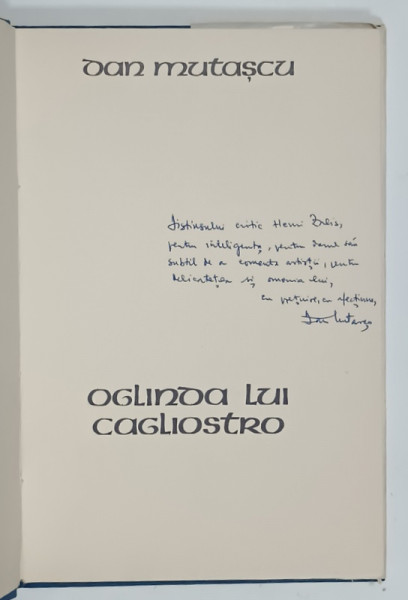 dan mutașcu
Distinsului critic Henri Zalis,
pentru inteligența, pentru darul său
subtil de a comenta artiștii, pentru
delicatețea și omenia lui,
cu prețuire, cu afecțiune,
Dan Mutașcu
oglinda lui
cagliostro